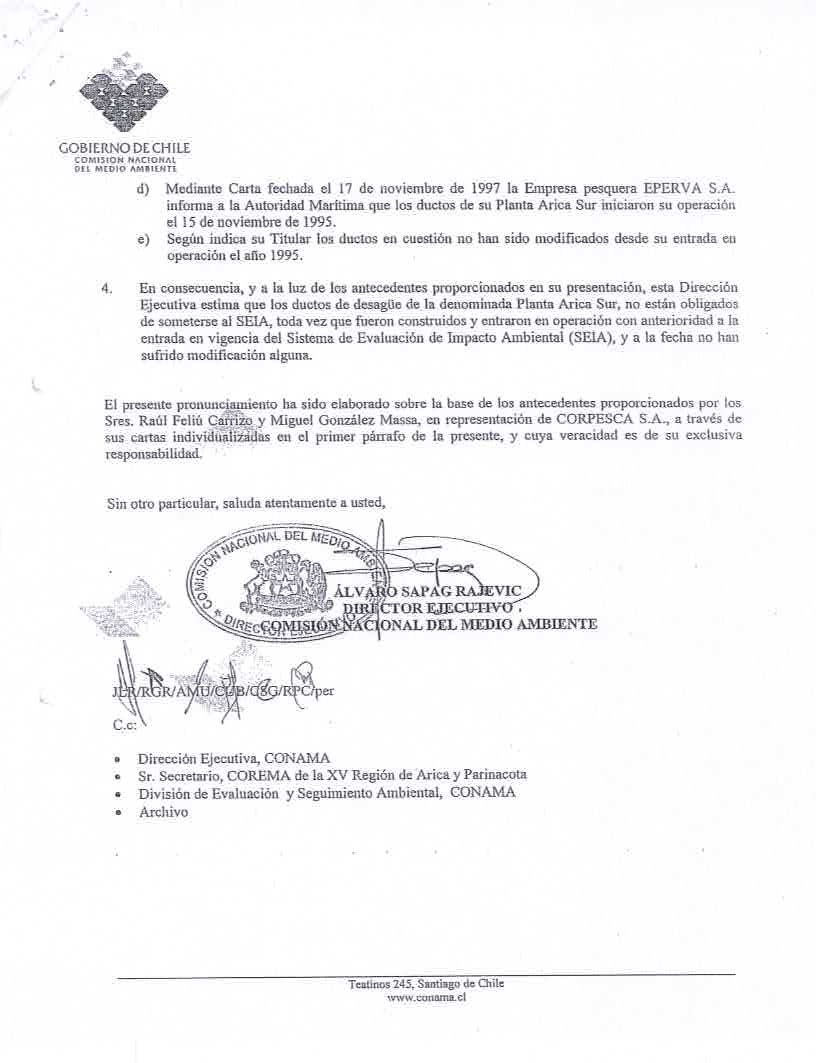 GOBIERNO DE CHILE
COMISION NACIONAL
DEL MEDIO AMBIENTE
d) Mediante Carta fechada el 17 de noviembre de 1997 la Empresa pesquera EPERVA S.A.
informa a la Autoridad Marítima que los ductos de su Planta Arica Sur iniciaron su operación
el 15 de noviembre de 1995.
e) Según indica su Titular los ductos en cuestión no han sido modificados desde su entrada en
operación el año 1995.
4. En consecuencia, y a la luz de los antecedentes proporcionados en su presentación, esta Dirección
Ejecutiva estima que los ductos de desagüe de la denominada Planta Arica Sur, no están obligados
de someterse al SEIA, toda vez que fueron construidos y entraron en operación con anterioridad a la
entrada en vigencia del Sistema de Evaluación de Impacto Ambiental (SEIA), y a la fecha no han
sufrido modificación alguna.
El presente pronunciamiento ha sido elaborado sobre la base de los antecedentes proporcionados por los
Sres. Raúl Feliú Carrizo y Miguel González Massa, en representación de CORPESCA S.A., a través de
sus cartas individualizadas en el primer párrafo de la presente, y cuya veracidad es de su exclusiva
responsabilidad.
Sin otro particular, saluda atentamente a usted,
COMISION NACIONAL DEL MEDIO AMBIENTE
ÁLVARO SAPAG RAJEVIC
DIRECTOR EJECUTIVO
COMISIÓN NACIONAL DEL MEDIO AMBIENTE
/RGR/AMU/ /RPC/per
C.c:
• Dirección Ejecutiva, CONAMA
• Sr. Secretario, COREMA de la XV Región de Arica y Parinacota
• División de Evaluación y Seguimiento Ambiental, CONAMA
• Archivo
Teatinos 245, Santiago de Chile
www.conama.cl